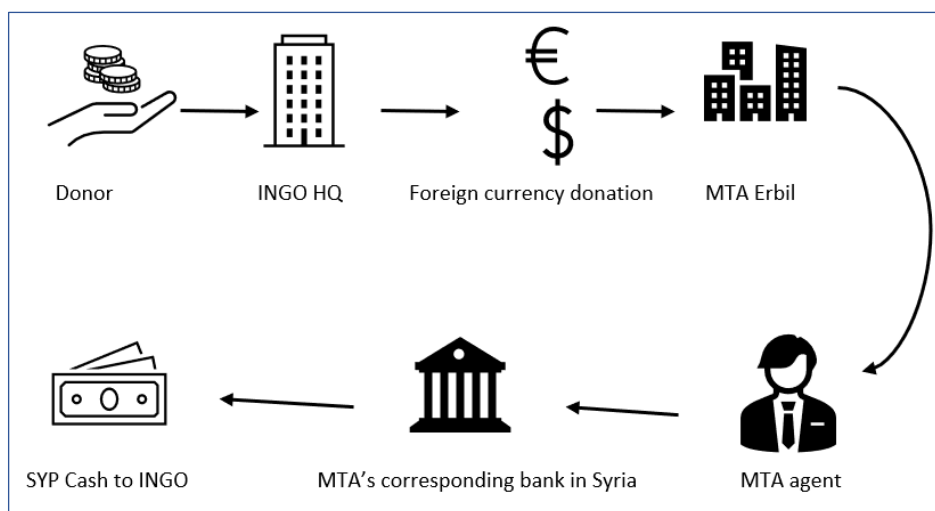 Donor
INGO HQ
Foreign currency donation
MTA Erbil
SYP Cash to INGO
MTA's corresponding bank in Syria
MTA agent